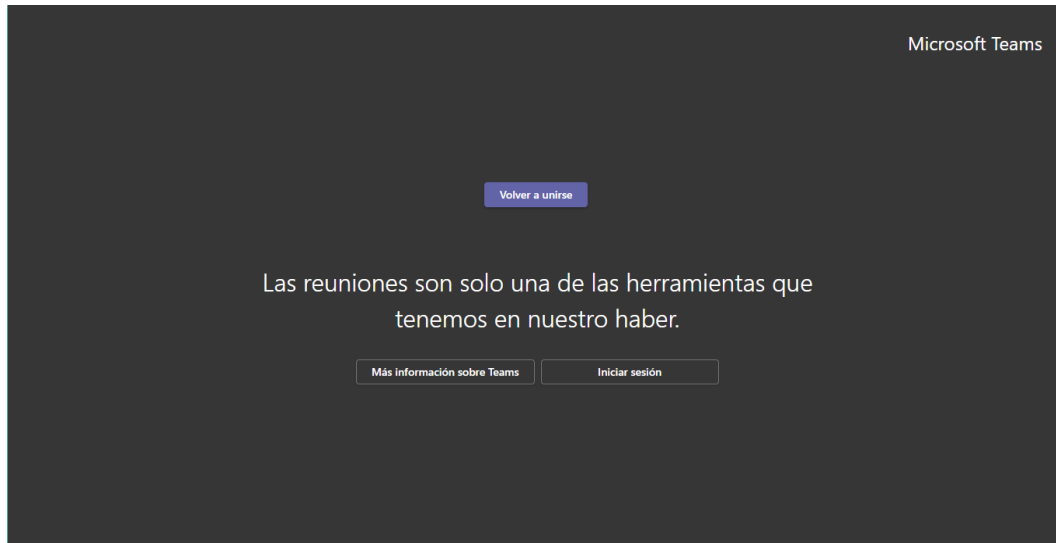 Microsoft Teams
Volver a unirse
Las reuniones son solo una de las herramientas que
tenemos en nuestro haber.
Más información sobre Teams
Iniciar sesión